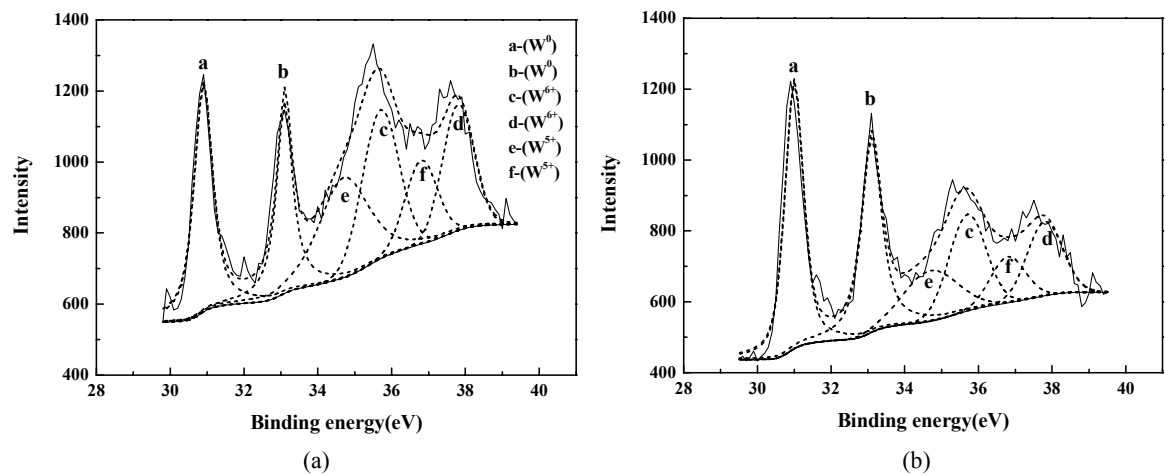 1400
1200
1000
800
600
400
Intensity
a
b
c
d
e
f
a-(W⁰)
b-(W⁰)
c-(W⁶⁺)
d-(W⁶⁺)
e-(W⁵⁺)
f-(W⁵⁺)
28 30 32 34 36 38 40
Binding energy(eV)
(a)
1400
1200
1000
800
600
400
Intensity
a
b
c
d
e
f
28 30 32 34 36 38 40
Binding energy(eV)
(b)